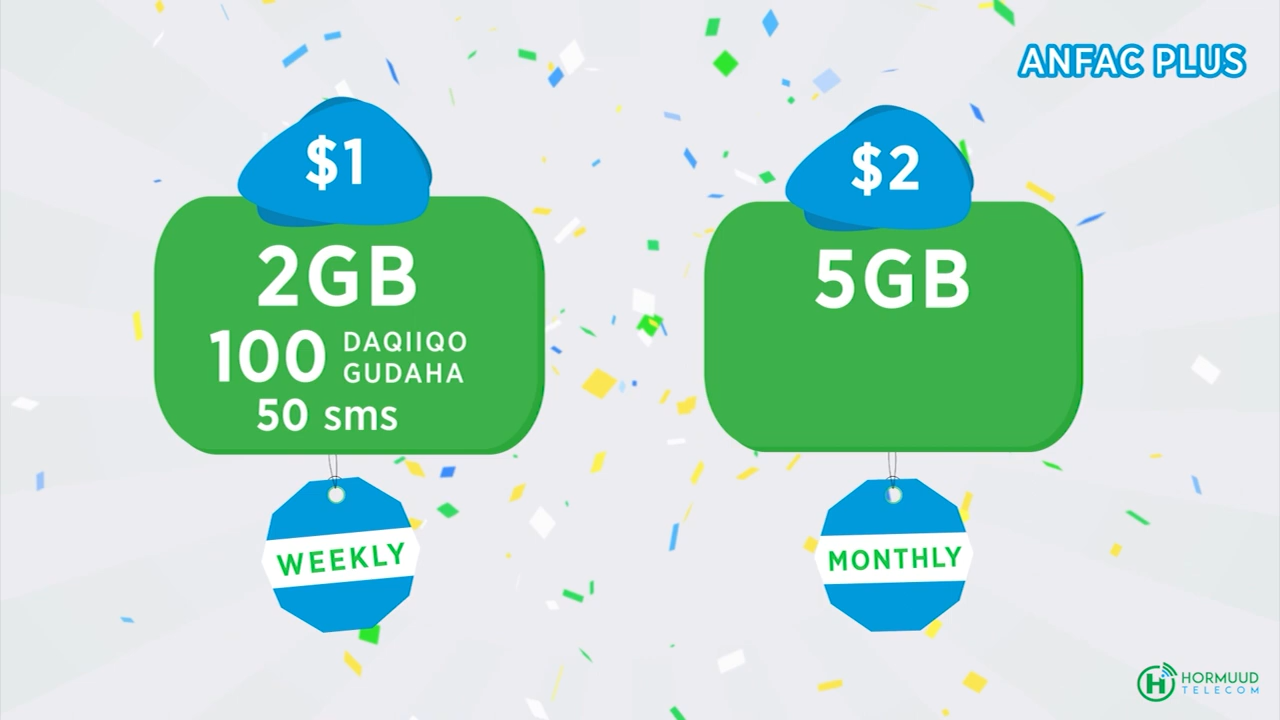 ANFAC PLUS
$1
2GB
100 DAQIIQO
GUDAHA
50 sms
WEEKLY
$2
5GB
MONTHLY
HORMUUD
TELECOM